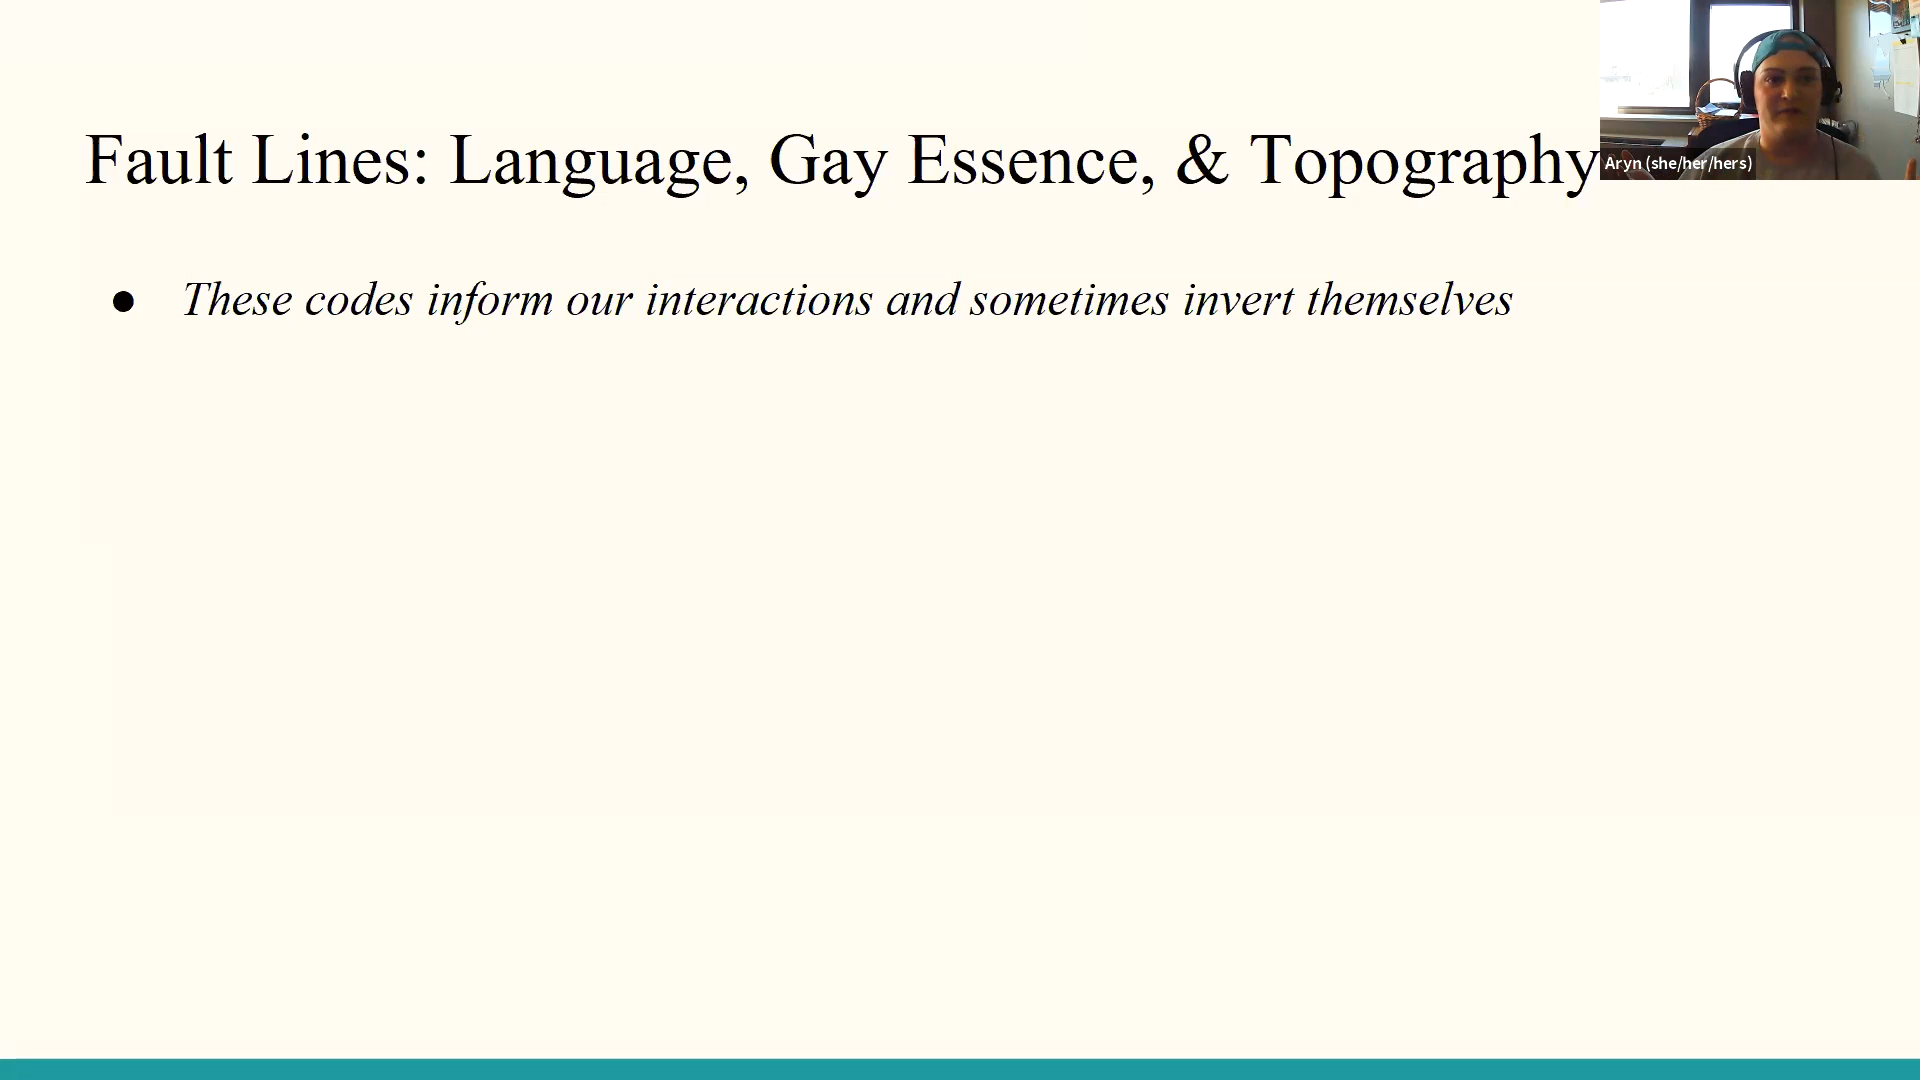 Fault Lines: Language, Gay Essence, & Topography
Aryn (she/her/hers)
● These codes inform our interactions and sometimes invert themselves